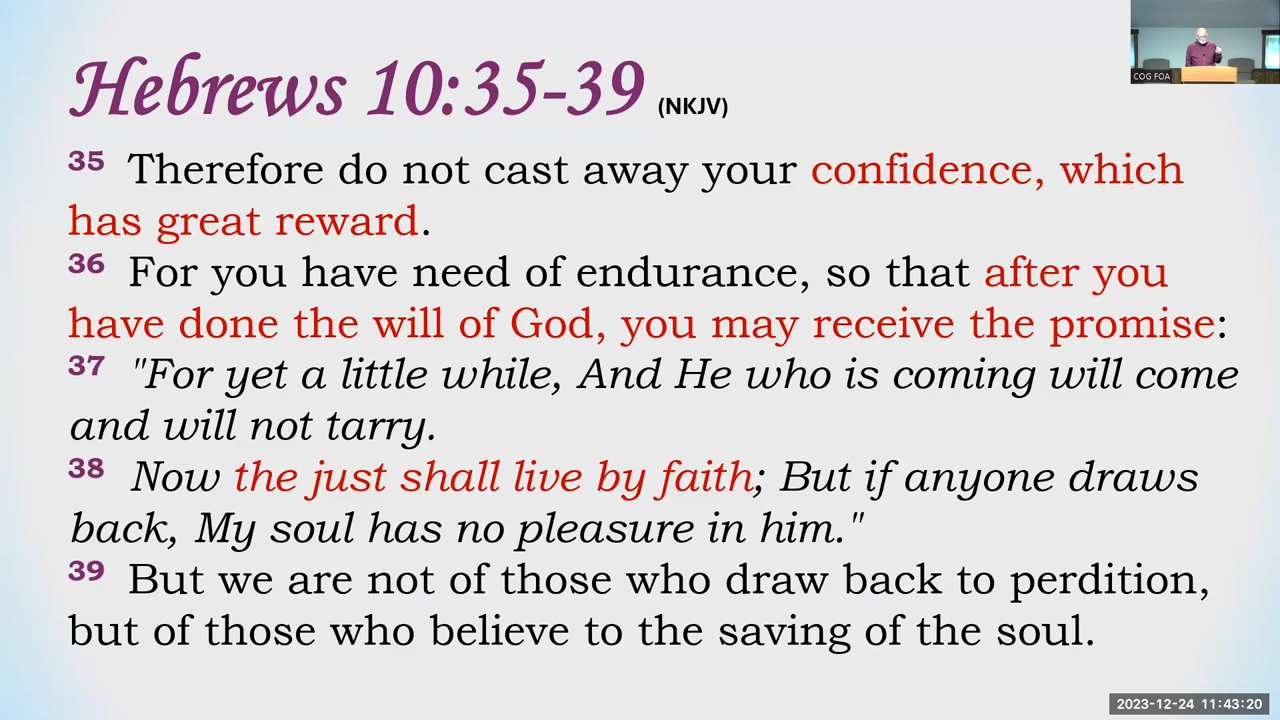 Hebrews 10:35-39 (NKJV)
COG FOA
35 Therefore do not cast away your confidence, which
has great reward.
36 For you have need of endurance, so that after you
have done the will of God, you may receive the promise:
37 "For yet a little while, And He who is coming will come
and will not tarry.
38 Now the just shall live by faith; But if anyone draws
back, My soul has no pleasure in him."
39 But we are not of those who draw back to perdition,
but of those who believe to the saving of the soul.
2023-12-24 11:43:20